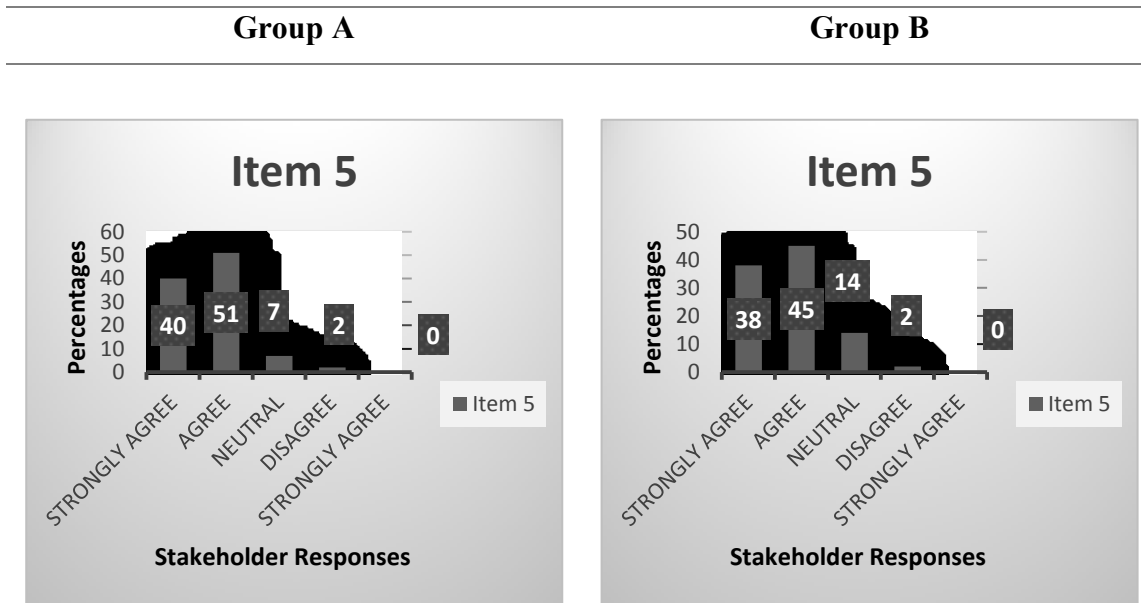 Group A
Group B
Item 5
Percentages
60
50
40
30
20
10
0
40
51
7
2
0
STRONGLY AGREE
AGREE
NEUTRAL
DISAGREE
STRONGLY AGREE
Item 5
Stakeholder Responses
Item 5
Percentages
50
40
30
20
10
0
38
45
14
2
0
STRONGLY AGREE
AGREE
NEUTRAL
DISAGREE
STRONGLY AGREE
Item 5
Stakeholder Responses